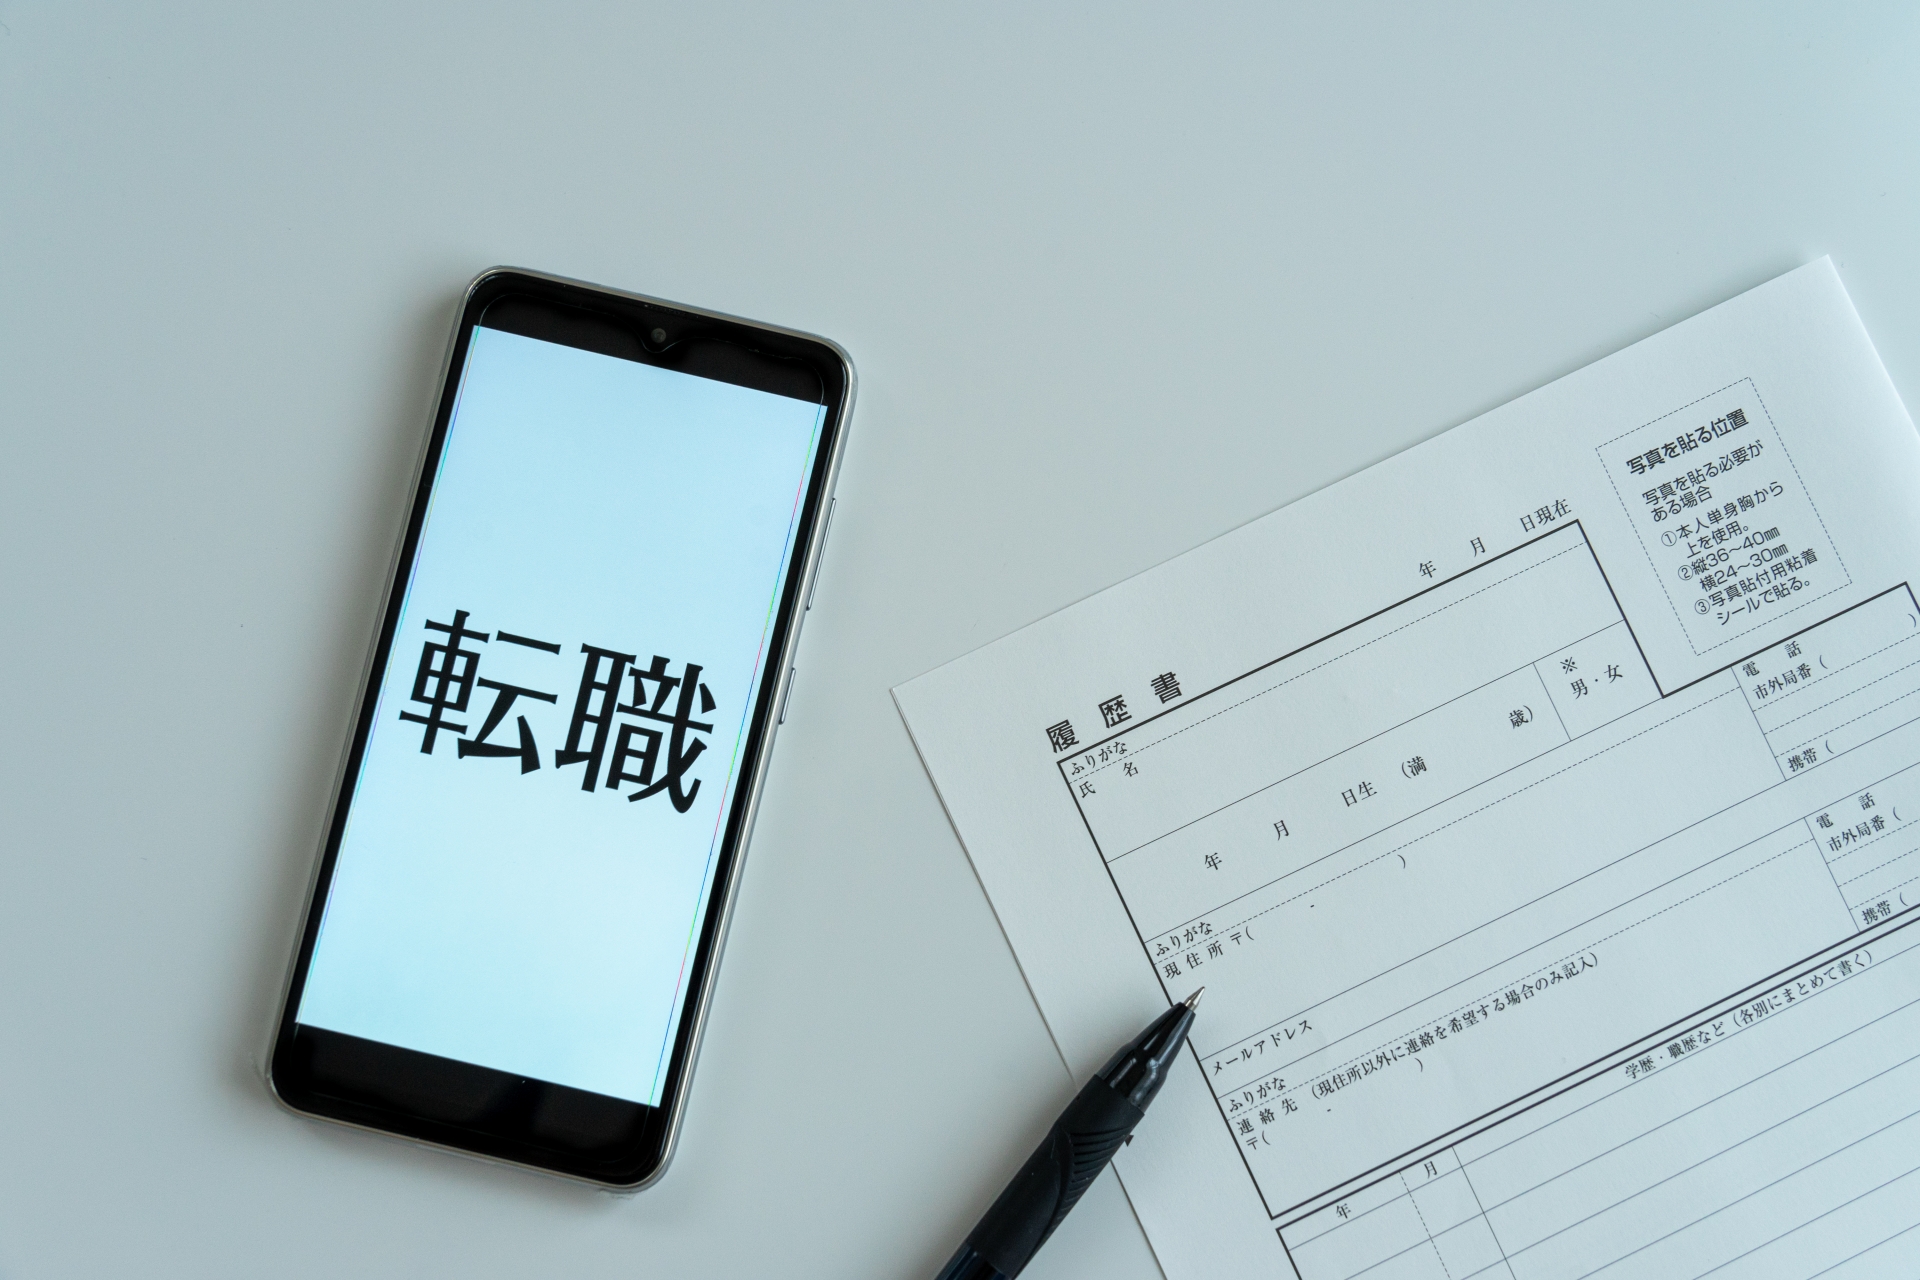 転職
写真を貼る位置
写真を貼る必要が
ある場合
①本人単身胸から
上を使用。
②縦36～40㎜
横24～30㎜
③写真貼付用粘着
シールで貼る。
履歴書
年 月 日現在
ふりがな
氏 名
年 月 日生 (満 歳)
※
男・女
ふりがな
現住所 〒( - )
電 話
市外局番 ( )
携帯 (
メールアドレス
ふりがな
連絡先 (現住所以外に連絡を希望する場合のみ記入)
〒( - )
電 話
市外局番 (
携帯 (
年 月 学歴・職歴など (各別にまとめて書く)